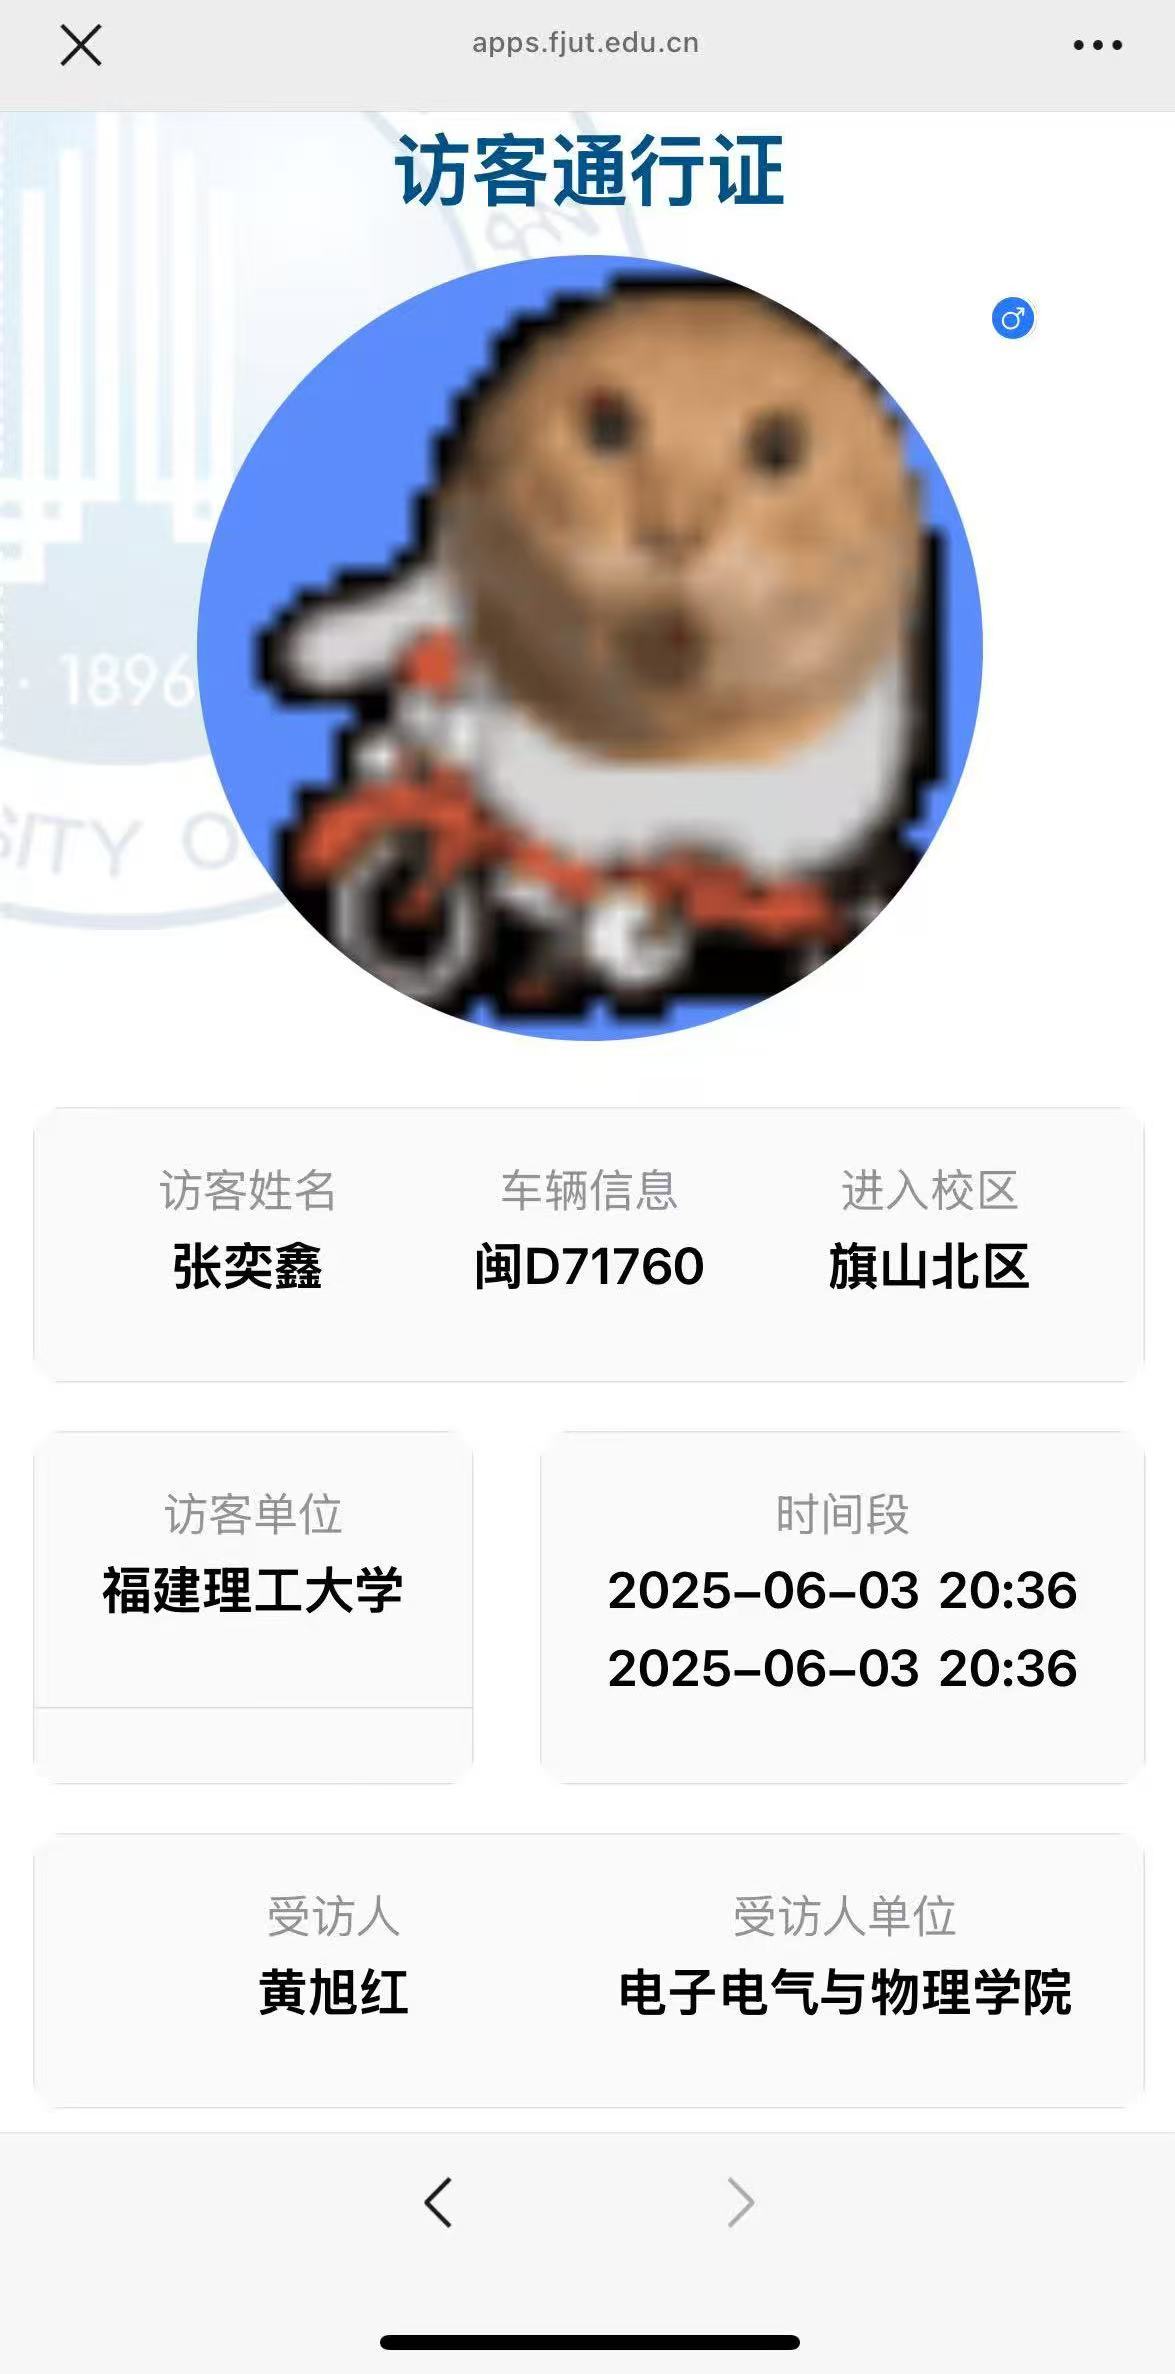 apps.fjut.edu.cn
访客通行证
1896
SITY O
访客姓名 车辆信息 进入校区
张奕鑫 闽D71760 旗山北区
访客单位
福建理工大学
时间段
2025-06-03 20:36
2025-06-03 20:36
受访人 受访人单位
黄旭红 电子电气与物理学院